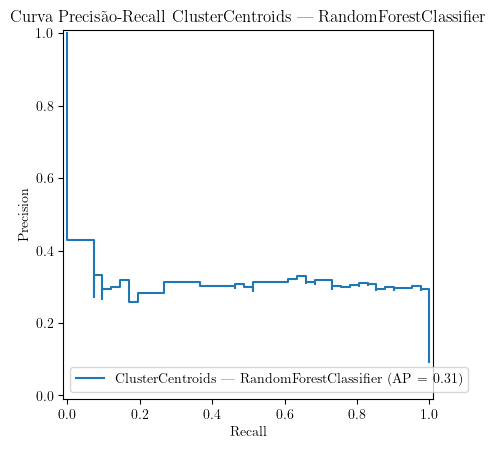 Curva Precisão-Recall ClusterCentroids — RandomForestClassifier
1.0
0.8
0.6
0.4
0.2
0.0
Precision
ClusterCentroids — RandomForestClassifier (AP = 0.31)
0.0 0.2 0.4 0.6 0.8 1.0
Recall